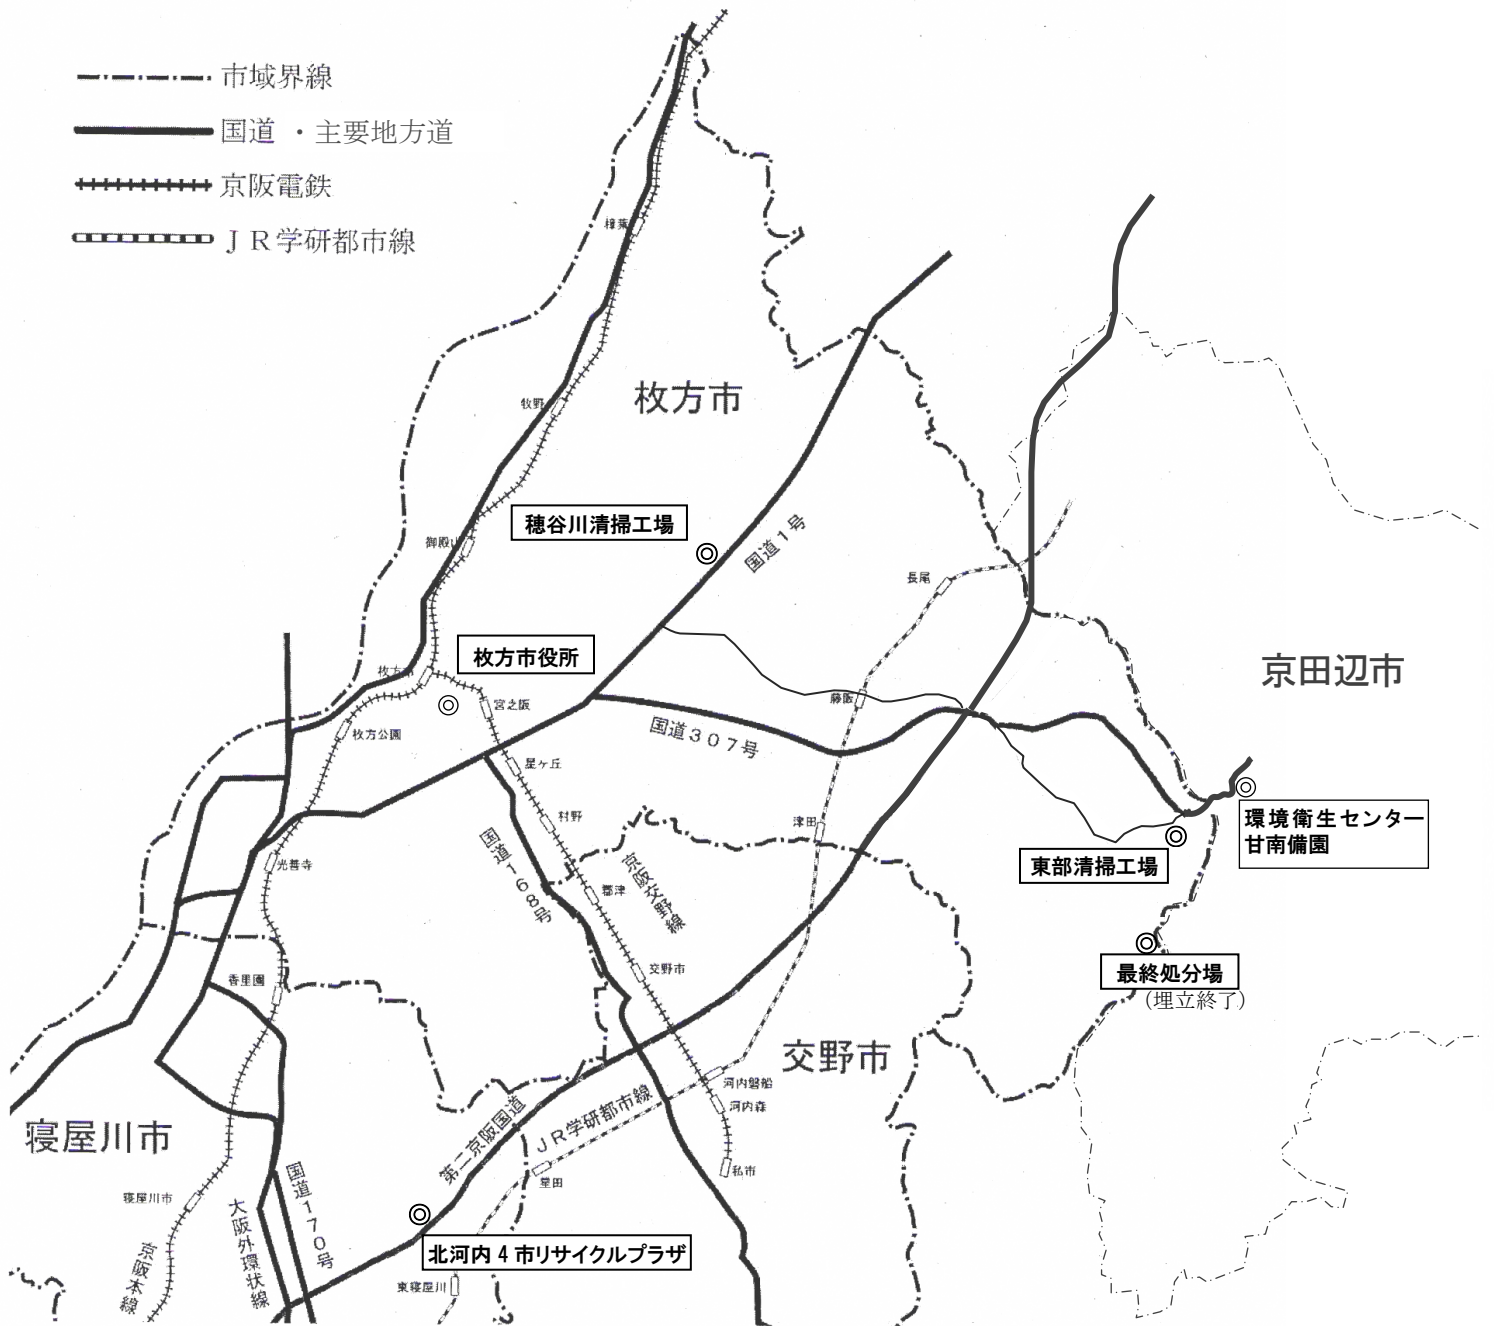 市域界線
国道・主要地方道
京阪電鉄
ＪＲ学研都市線
樟葉
枚方市
牧野
穂谷川清掃工場
国道１号
御殿山
長尾
枚方市役所
京田辺市
枚方
宮之阪
藤阪
枚方公園
国道３０７号
星ヶ丘
環境衛生センター
甘南備園
村野
津田
国道１６８号
京阪交野線
東部清掃工場
光善寺
郡津
最終処分場
(埋立終了)
香里園
交野市
交野市
河内磐船
河内森
ＪＲ学研都市線
第二京阪国道
寝屋川市
私市
国道１７０号
寝屋川市
大阪外環状線
京阪本線
北河内4市リサイクルプラザ
東寝屋川